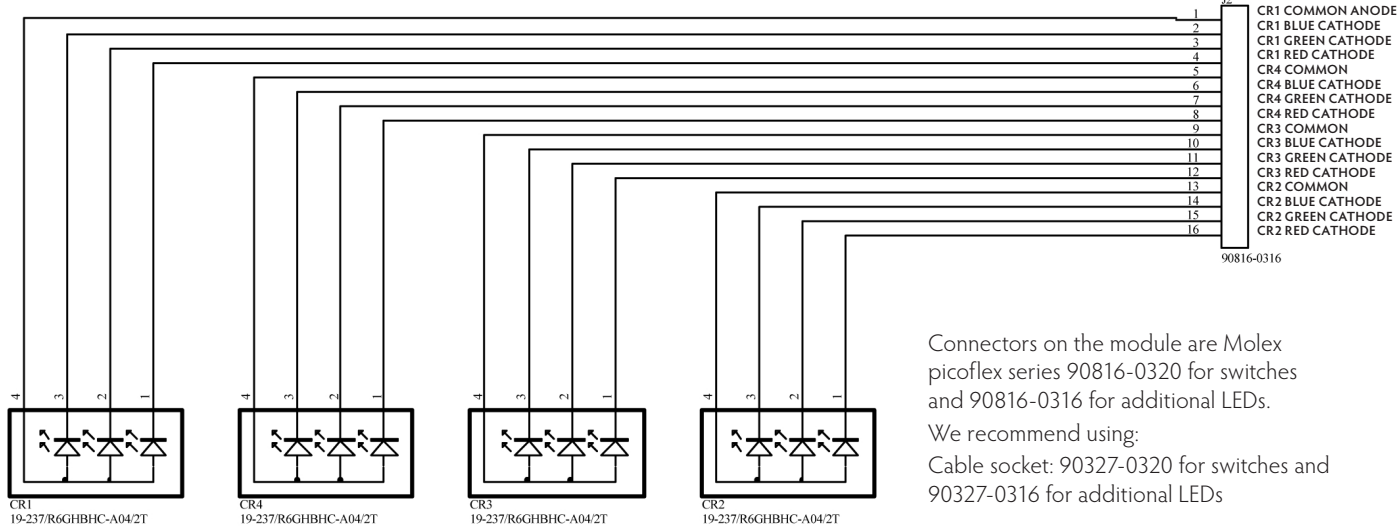 J2
1 CR1 COMMON ANODE
2 CR1 BLUE CATHODE
3 CR1 GREEN CATHODE
4 CR1 RED CATHODE
5 CR4 COMMON
6 CR4 BLUE CATHODE
7 CR4 GREEN CATHODE
8 CR4 RED CATHODE
9 CR3 COMMON
10 CR3 BLUE CATHODE
11 CR3 GREEN CATHODE
12 CR3 RED CATHODE
13 CR2 COMMON
14 CR2 BLUE CATHODE
15 CR2 GREEN CATHODE
16 CR2 RED CATHODE
90816-0316
4 3 2 1 4 3 2 1 4 3 2 1 4 3 2 1
CR1 CR4 CR3 CR2
19-237/R6GHBHC-A04/2T 19-237/R6GHBHC-A04/2T 19-237/R6GHBHC-A04/2T 19-237/R6GHBHC-A04/2T
Connectors on the module are Molex
picoflex series 90816-0320 for switches
and 90816-0316 for additional LEDs.
We recommend using:
Cable socket: 90327-0320 for switches and
90327-0316 for additional LEDs